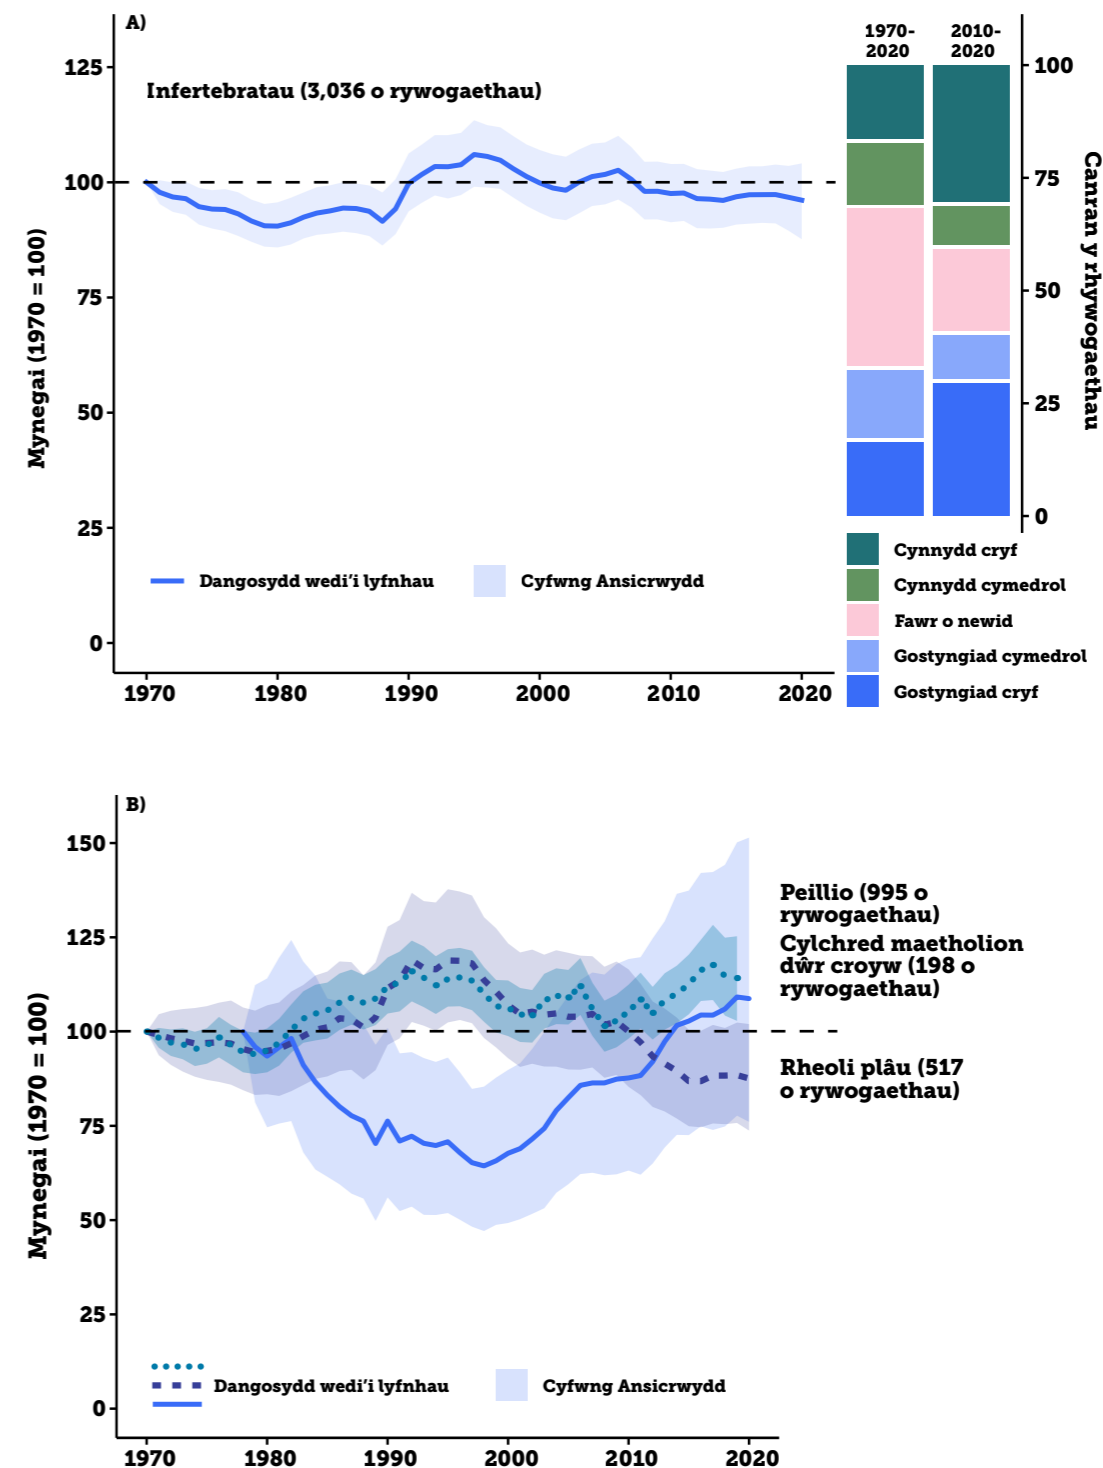 A)
Infertebratau (3,036 o rywogaethau)
Mynegai (1970 = 100)
125
100
75
50
25
0
1970
1980
1990
2000
2010
2020
Dangosydd wedi'i lyfnhau
Cyfwng Ansicrwydd
1970-
2020
2010-
2020
100
75
50
25
0
Canran y rhywogaethau
Cynnydd cryf
Cynnydd cymedrol
Fawr o newid
Gostyngiad cymedrol
Gostyngiad cryf
B)
Mynegai (1970 = 100)
150
125
100
75
50
25
0
1970
1980
1990
2000
2010
2020
Dangosydd wedi'i lyfnhau
Cyfwng Ansicrwydd
Peillio (995 o
rywogaethau)
Cylchred maetholion
dŵr croyw (198 o
rywogaethau)
Rheoli plâu (517
o rywogaethau)